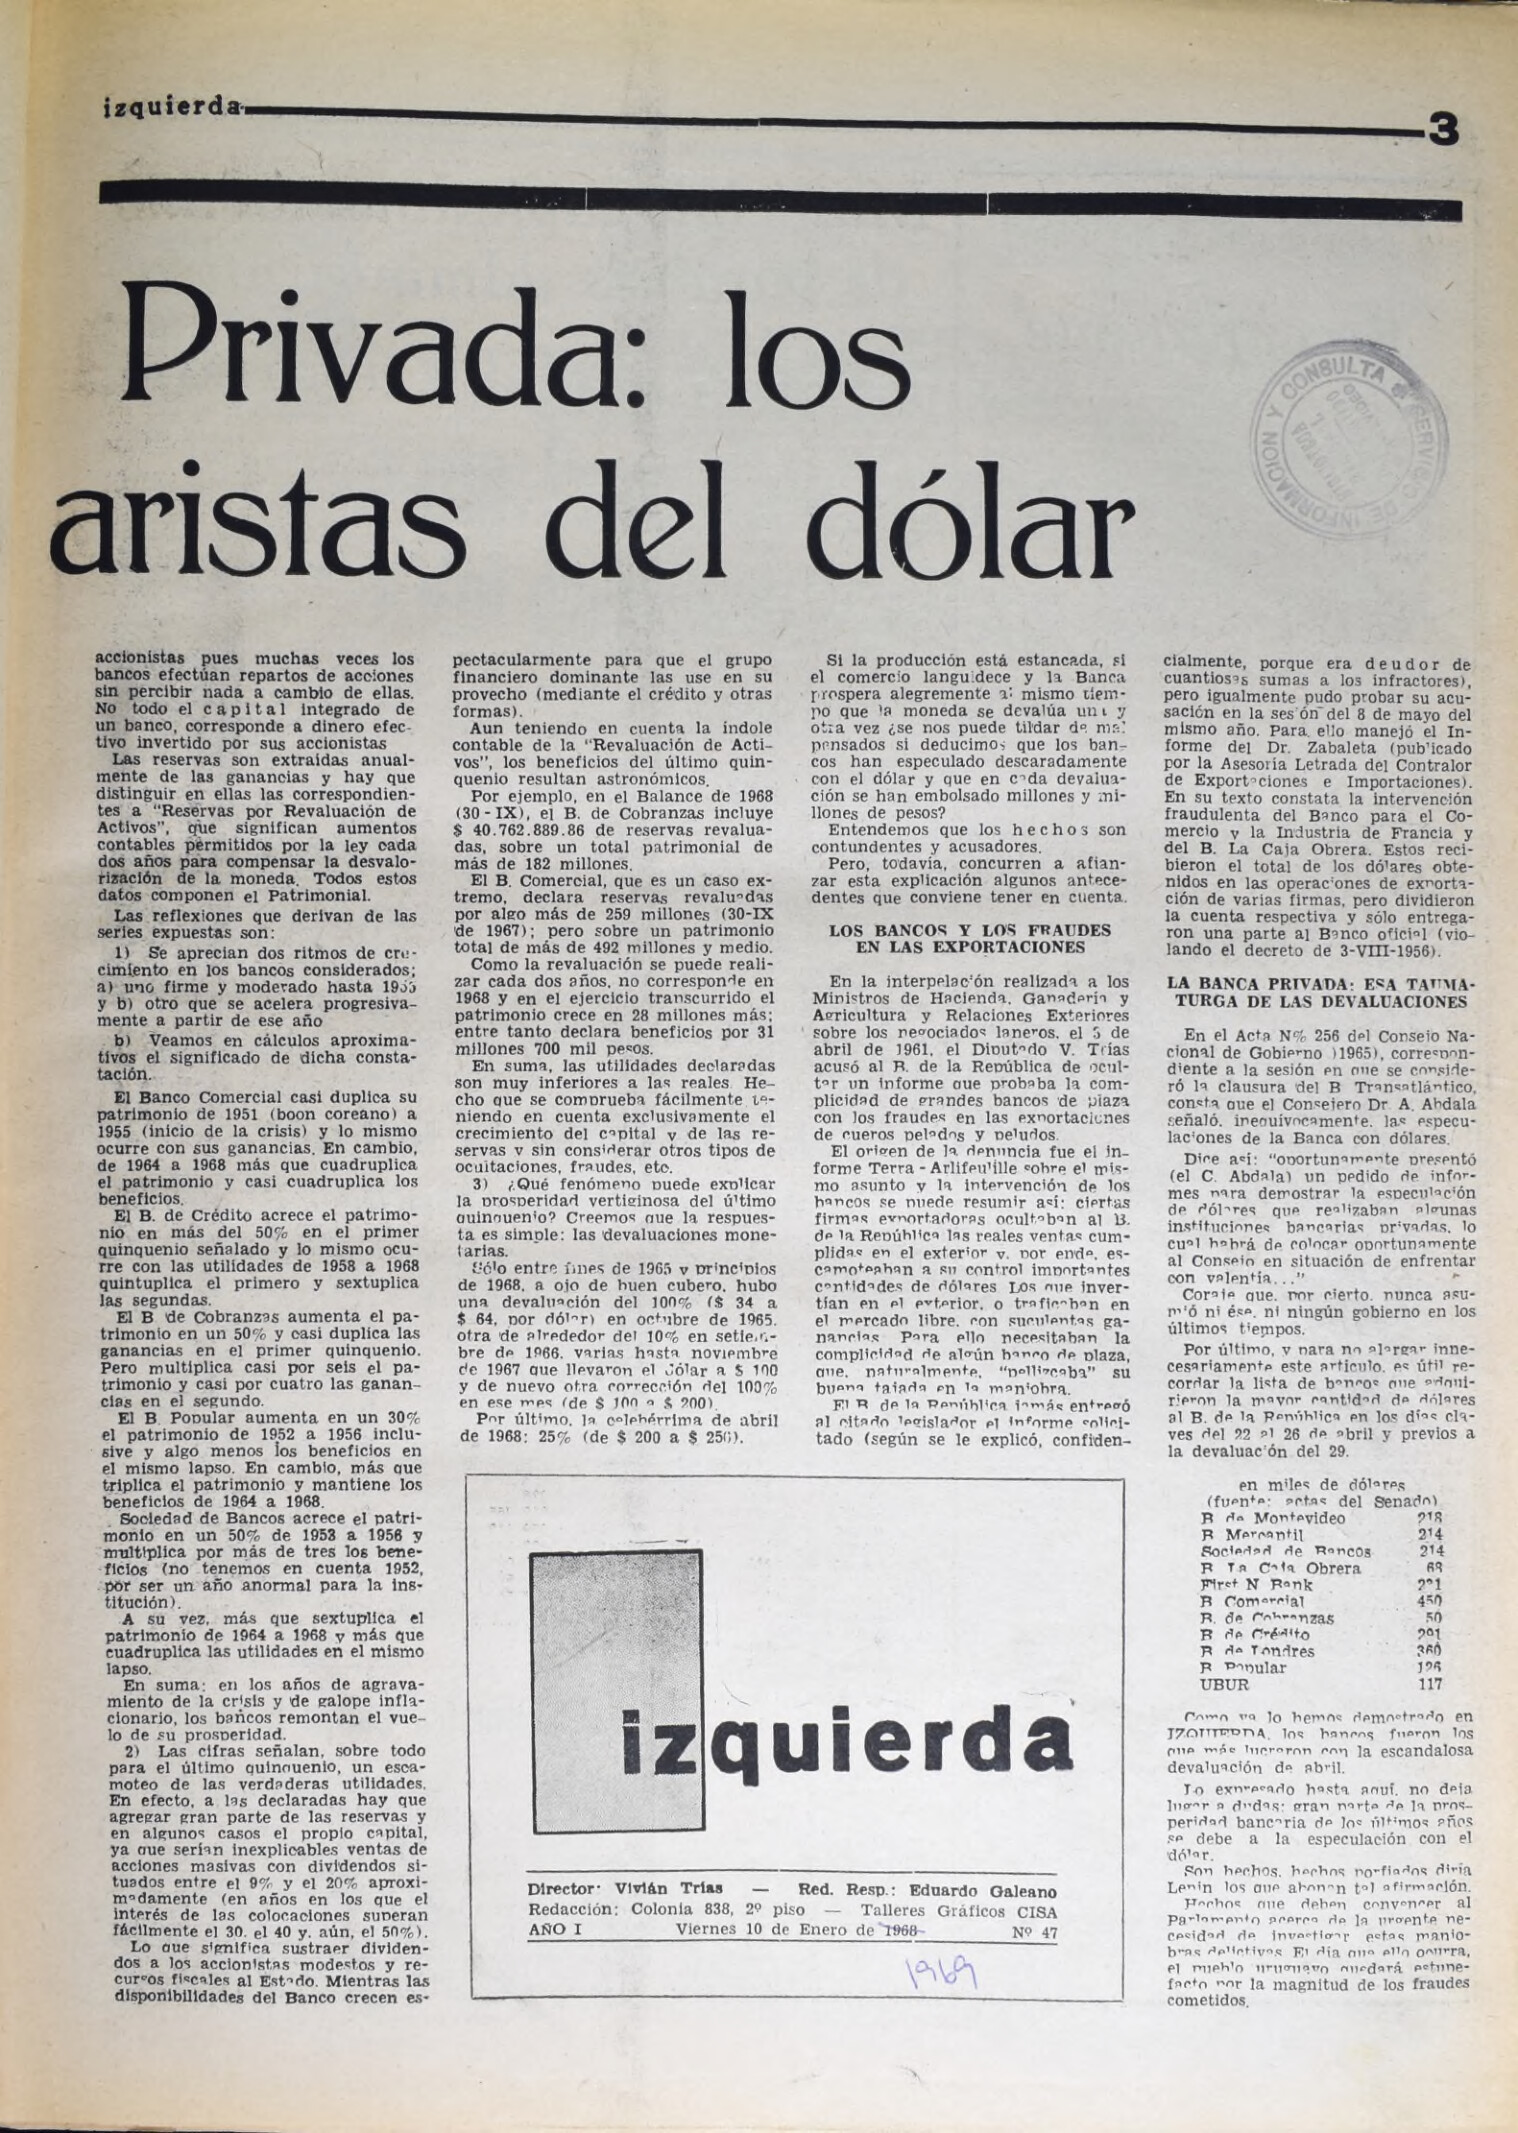 izquierda
3
Privada: los
aristas del dólar
SERVICIO DE INFORMACION Y CONSULTA
accionistas pues muchas veces los
bancos efectúan repartos de acciones
sin percibir nada a cambio de ellas.
No todo el capital integrado de
un banco, corresponde a dinero efec-
tivo invertido por sus accionistas
Las reservas son extraídas anual-
mente de las ganancias y hay que
distinguir en ellas las correspondien-
tes a "Reservas por Revaluación de
Activos", que significan aumentos
contables permitidos por la ley cada
dos años para compensar la desvalo-
rización de la moneda. Todos estos
datos componen el Patrimonial.
Las reflexiones que derivan de las
series expuestas son:
1) Se aprecian dos ritmos de cre-
cimiento en los bancos considerados;
a) uno firme y moderado hasta
y b) otro que se acelera progresiva-
mente a partir de ese año
b) Veamos en cálculos aproxima-
tivos el significado de dicha consta-
tación.
El Banco Comercial casi duplica su
patrimonio de 1951 (boon coreano) a
1955 (inicio de la crisis) y lo mismo
ocurre con sus ganancias. En cambio,
de 1964 a 1968 más que cuadruplica
el patrimonio y casi cuadruplica los
beneficios.
El B. de Crédito acrece el patrimo-
nio en más del 50% en el primer
quinquenio señalado y lo mismo ocu-
rre con las utilidades de 1958 a 1968
quintuplica el primero y sextuplica
las segundas.
El B de Cobranzas aumenta el pa-
trimonio en un 50% y casi duplica las
ganancias en el primer quinquenio.
Pero multiplica casi por seis el pa-
trimonio y casi por cuatro las ganan-
cias en el segundo.
El B. Popular aumenta en un 30%
el patrimonio de 1952 a 1956 inclu-
sive y algo menos los beneficios en
el mismo lapso. En cambio, más que
triplica el patrimonio y mantiene los
beneficios de 1964 a 1968.
Sociedad de Bancos acrece el patri-
monio en un 50% de 1953 a 1956 y
multiplica por más de tres los bene-
ficios (no tenemos en cuenta 1952,
por ser un año anormal para la ins-
titución).
A su vez, más que sextuplica el
patrimonio de 1964 a 1968 y más que
cuadruplica las utilidades en el mismo
lapso.
En suma: en los años de agrava-
miento de la crisis y de galope infla-
cionario, los bancos remontan el vue-
lo de su prosperidad.
2) Las cifras señalan, sobre todo
para el último quinquenio, un esca-
moteo de las verdaderas utilidades.
En efecto, a las declaradas hay que
agregar gran parte de las reservas y
en algunos casos el propio capital,
ya que serían inexplicables ventas de
acciones masivas con dividendos si-
tuados entre el 9% y el 20% aproxi-
madamente (en años en los que el
interés de las colocaciones superan
fácilmente el 30. el 40 y, aún, el 50%).
Lo que significa sustraer dividen-
dos a los accionistas modestos y re-
cursos fiscales al Estado. Mientras las
disponibilidades del Banco crecen es-
pectacularmente para que el grupo
financiero dominante las use en su
provecho (mediante el crédito y otras
formas).
Aun teniendo en cuenta la índole
contable de la "Revaluación de Acti-
vos", los beneficios del último quin-
quenio resultan astronómicos.
Por ejemplo, en el Balance de 1968
(30-IX), el B. de Cobranzas incluye
$ 40.762.889.86 de reservas revalua-
das, sobre un total patrimonial de
más de 182 millones.
El B. Comercial, que es un caso ex-
tremo, declara reservas revaluadas
por algo más de 259 millones (30-IX
de 1967); pero sobre un patrimonio
total de más de 492 millones y medio.
Como la revaluación se puede reali-
zar cada dos años, no corresponde en
1968 y en el ejercicio transcurrido el
patrimonio crece en 28 millones más;
entre tanto declara beneficios por 31
millones 700 mil pesos.
En suma, las utilidades declaradas
son muy inferiores a las reales. He-
cho que se comprueba fácilmente te-
niendo en cuenta exclusivamente el
crecimiento del capital y de las re-
servas y sin considerar otros tipos de
ocultaciones, fraudes, etc.
3) ¿Qué fenómeno puede explicar
la prosperidad vertiginosa del último
quinquenio? Creemos que la respues-
ta es simple: las devaluaciones mone-
tarias.
Sólo entre fines de 1965 y principios
de 1968, a ojo de buen cubero, hubo
una devaluación del 100% ($ 34 a
$ 64, por dólar) en octubre de 1965.
otra de alrededor del 10% en setiem-
bre de 1966. varias hasta noviembre
de 1967 que llevaron el dólar a $ 100
y de nuevo otra corrección del 100%
en ese mes (de $ 100 a $ 200).
Por último, la celebérrima de abril
de 1968: 25% (de $ 200 a $ 250).
Si la producción está estancada, si
el comercio languidece y la Banca
prospera alegremente al mismo tiem-
po que la moneda se devalúa una y
otra vez ¿se nos puede tildar de mal
pensados si deducimos que los ban-
cos han especulado descaradamente
con el dólar y que en cada devalua-
ción se han embolsado millones y mi-
llones de pesos?
Entendemos que los hechos son
contundentes y acusadores.
Pero, todavía, concurren a afian-
zar esta explicación algunos antece-
dentes que conviene tener en cuenta.
LOS BANCOS Y LOS FRAUDES
EN LAS EXPORTACIONES
En la interpelación realizada a los
Ministros de Hacienda, Ganadería y
Agricultura y Relaciones Exteriores
sobre los negociados laneros, el 5 de
abril de 1961, el Diputado V. Trías
acusó al B. de la República de ocul-
tar un informe que probaba la com-
plicidad de grandes bancos de plaza
con los fraudes en las exportaciones
de cueros pelados y peludos.
El origen de la denuncia fue el in-
forme Terra - Arlifeuille sobre el mis-
mo asunto y la intervención de los
bancos se puede resumir así: ciertas
firmas exportadoras ocultaban al B.
de la República las reales ventas cum-
plidas en el exterior y, por ende, es-
camoteaban a su control importantes
cantidades de dólares Los que inver-
tían en el exterior, o traficaban en
el mercado libre, con suculentas ga-
nancias Para ello necesitaban la
complicidad de algún banco de plaza,
que, naturalmente, "pellizcaba" su
buena tajada en la maniobra.
El B de la República jamás entregó
al citado legislador el informe solici-
tado (según se le explicó, confiden-
cialmente, porque era deudor de
cuantiosas sumas a los infractores),
pero igualmente pudo probar su acu-
sación en la sesión del 8 de mayo del
mismo año. Para ello manejó el In-
forme del Dr. Zabaleta (publicado
por la Asesoría Letrada del Contralor
de Exportaciones e Importaciones).
En su texto constata la intervención
fraudulenta del Banco para el Co-
mercio y la Industria de Francia y
del B. La Caja Obrera. Estos reci-
bieron el total de los dólares obte-
nidos en las operaciones de exporta-
ción de varias firmas, pero dividieron
la cuenta respectiva y sólo entrega-
ron una parte al Banco oficial (vio-
lando el decreto de 3-VIII-1956).
LA BANCA PRIVADA: ESA TAUMA-
TURGA DE LAS DEVALUACIONES
En el Acta N% 256 del Consejo Na-
cional de Gobierno )1965), correspon-
diente a la sesión en que se conside-
ró la clausura del B Transatlántico,
consta que el Consejero Dr. A. Abdala
señaló, inequívocamente, las especu-
laciones de la Banca con dólares.
Dice así: "oportunamente presentó
(el C. Abdala) un pedido de infor-
mes para demostrar la especulación
de dólares que realizaban algunas
instituciones bancarias privadas, lo
cual habrá de colocar oportunamente
al Consejo en situación de enfrentar
con valentía..."
Coraje que, por cierto, nunca asu-
mió ni ése, ni ningún gobierno en los
últimos tiempos.
Por último, y para no alargar inne-
cesariamente este artículo, es útil re-
cordar la lista de bancos que adqui-
rieron la mayor cantidad de dólares
al B. de la República en los días cla-
ves del 22 al 26 de abril y previos a
la devaluación del 29.
en miles de dólares
(fuente: actas del Senado)
B de Montevideo 218
B Mercantil 214
Sociedad de Bancos 214
B La Caja Obrera 68
First N Bank
B Comercial 450
B. de Cobranzas 50
B de Crédito
B de Londres 360
B Popular
UBUR 117
Como ya lo hemos demostrado en
IZQUIERDA, los bancos fueron los
que más lucraron con la escandalosa
devaluación de abril.
Lo expresado hasta aquí, no deja
lugar a dudas: gran parte de la pros-
peridad bancaria de los últimos años
se debe a la especulación con el
dólar.
Son hechos, hechos porfiados diría
Lenin los que abonan tal afirmación.
Hechos que deben convencer al
Parlamento acerca de la urgente ne-
cesidad de investigar estas manio-
bras delictivas El día que ello ocurra,
el pueblo uruguayo quedará estupe-
facto por la magnitud de los fraudes
cometidos.
izquierda
Director: Vivián Trias — Red. Resp.: Eduardo Galeano
Redacción: Colonia 838, 2º piso — Talleres Gráficos CISA
AÑO I Viernes 10 de Enero de 1968 Nº 47
1969